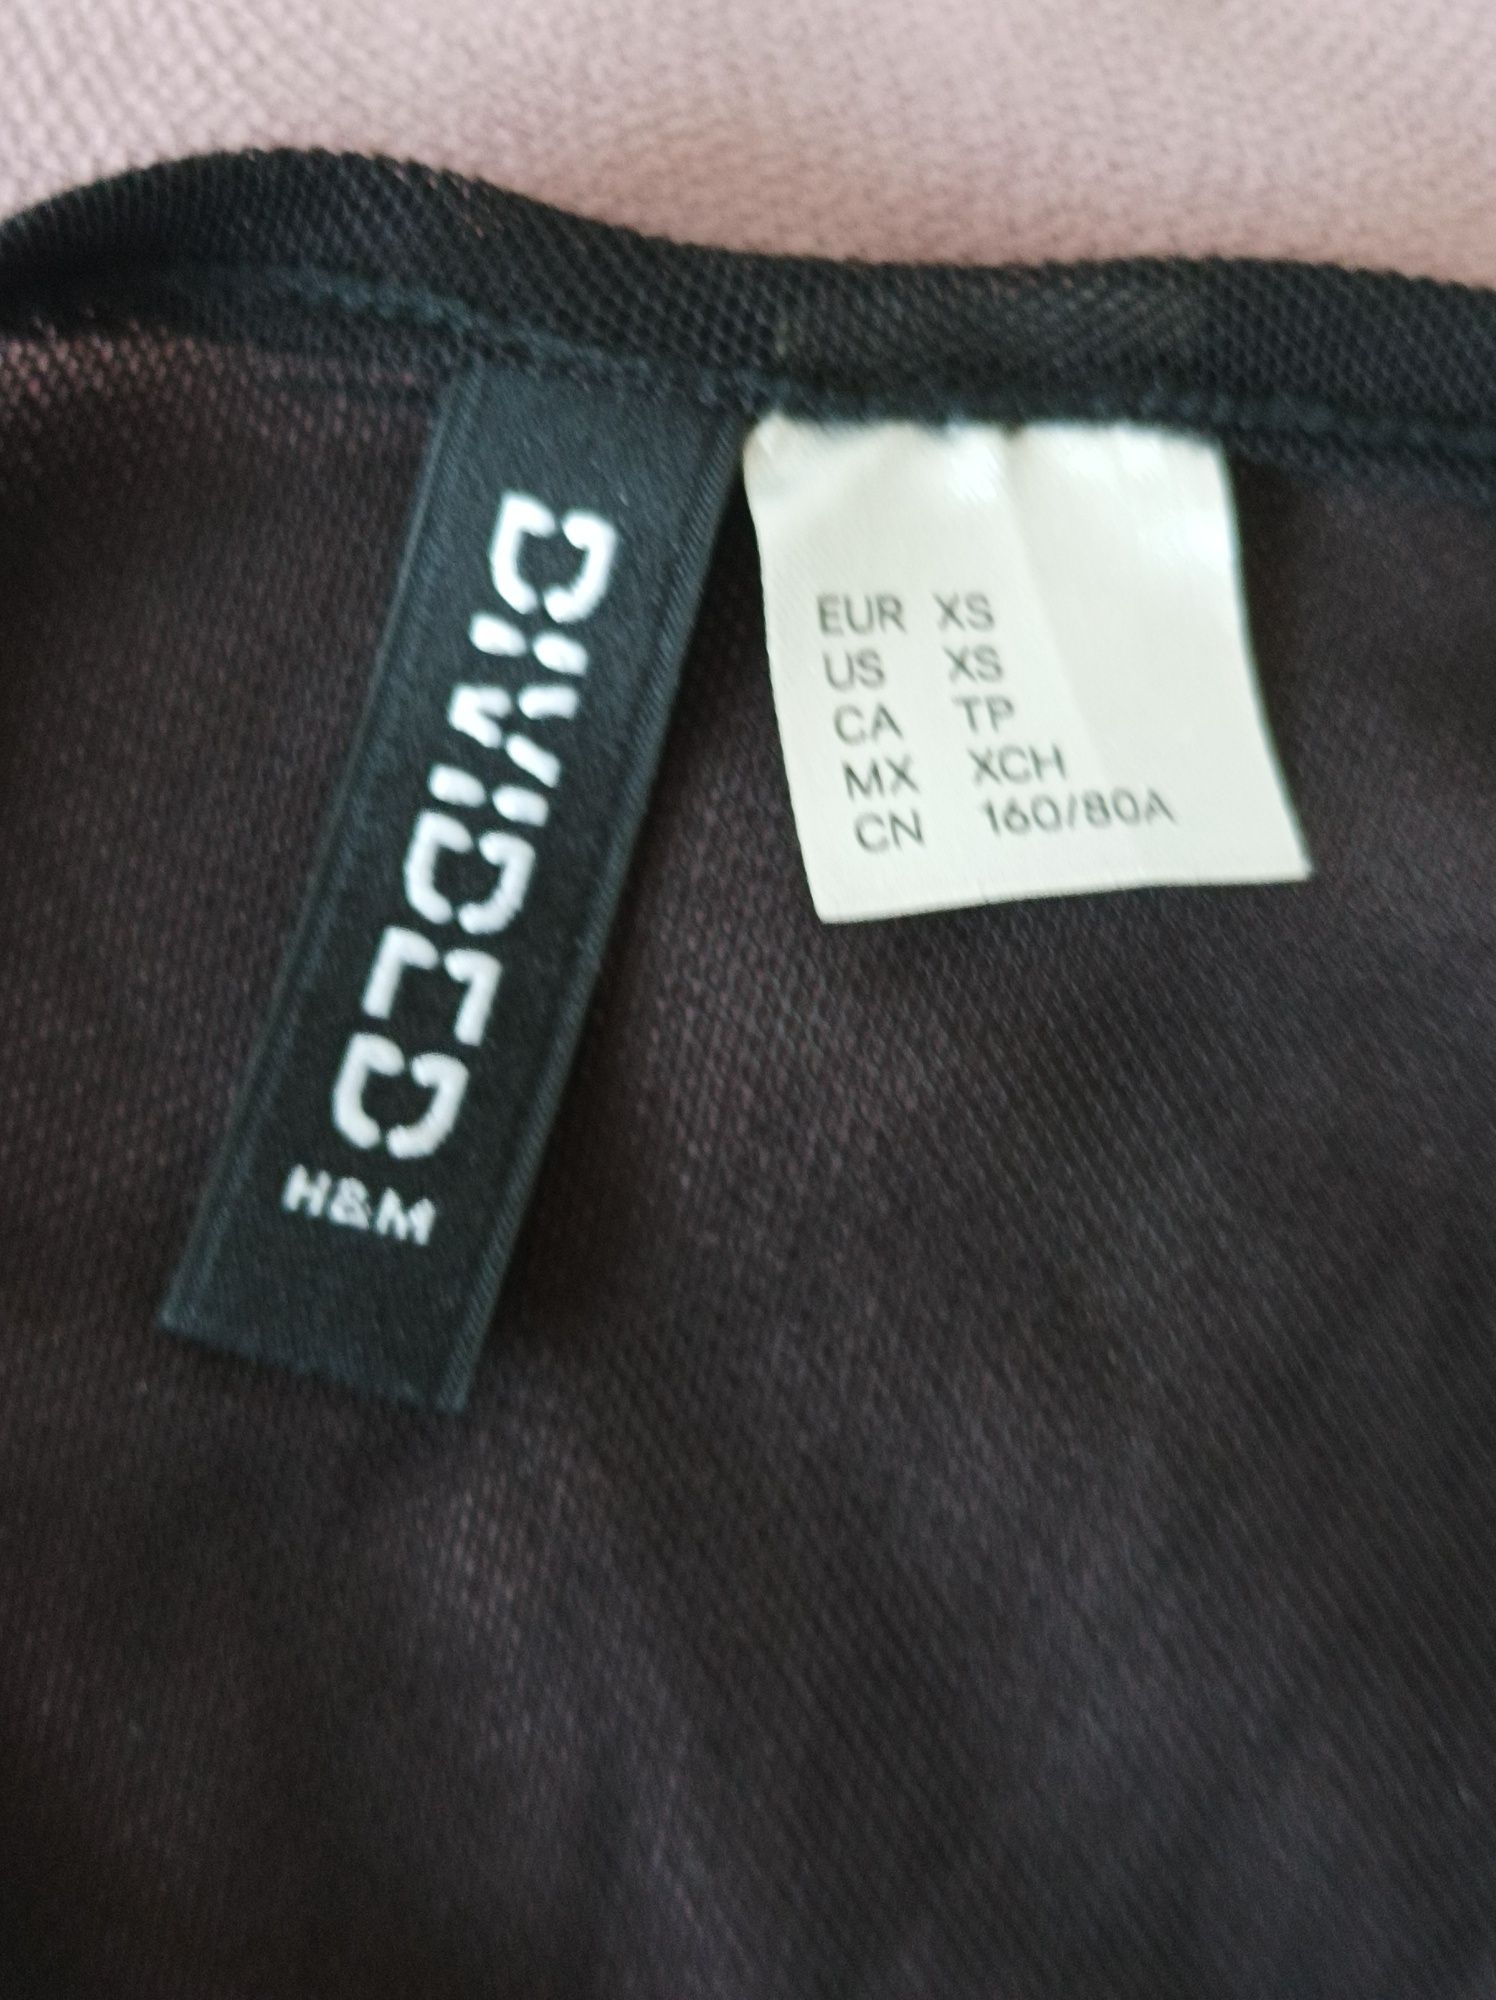 DIVIDED
H&M
EUR XS
US XS
CA TP
MX XCH
CN 160/80A